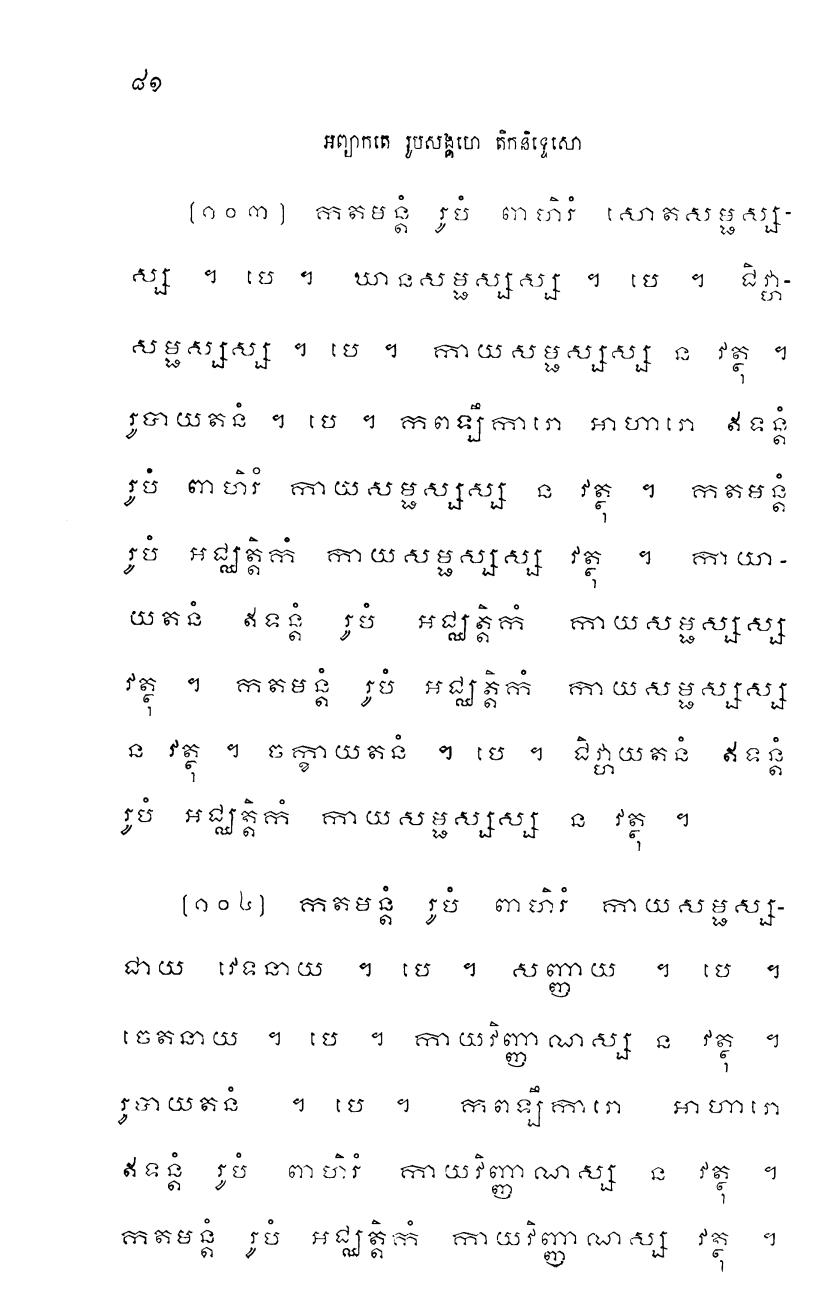 ៨១
អព្យាកតេ រូបសង្គហេ តិកនិទ្ទេសោ
(១០៣) កតមន្តំ រូបំ ពាហិរំ សោតសម្ផស្ស-
ស្ស ។ បេ ។ ឃានសម្ផស្សស្ស ។ បេ ។ ជិវ្ហា-
សម្ផស្សស្ស ។ បេ ។ កាយសម្ផស្សស្ស ន វត្ថុ ។
រូបាយតនំ ។ បេ ។ កពឡឹការោ អាហារោ ឥទន្តំ
រូបំ ពាហិរំ កាយសម្ផស្សស្ស ន វត្ថុ ។ កតមន្តំ
រូបំ អជ្ឈត្តិកំ កាយសម្ផស្សស្ស វត្ថុ ។ កាយា-
យតនំ ឥទន្តំ រូបំ អជ្ឈត្តិកំ កាយសម្ផស្សស្ស
វត្ថុ ។ កតមន្តំ រូបំ អជ្ឈត្តិកំ កាយសម្ផស្សស្ស
ន វត្ថុ ។ ចក្ខាយតនំ ។ បេ ។ ជិវ្ហាយតនំ ឥទន្តំ
រូបំ អជ្ឈត្តិកំ កាយសម្ផស្សស្ស ន វត្ថុ ។
(១០៤) កតមន្តំ រូបំ ពាហិរំ កាយសម្ផស្ស-
ជាយ វេទនាយ ។ បេ ។ សញ្ញាយ ។ បេ ។
ចេតនាយ ។ បេ ។ កាយវិញ្ញាណស្ស ន វត្ថុ ។
រូបាយតនំ ។ បេ ។ កពឡឹការោ អាហារោ
ឥទន្តំ រូបំ ពាហិរំ កាយវិញ្ញាណស្ស ន វត្ថុ ។
កតមន្តំ រូបំ អជ្ឈត្តិកំ កាយវិញ្ញាណស្ស វត្ថុ ។